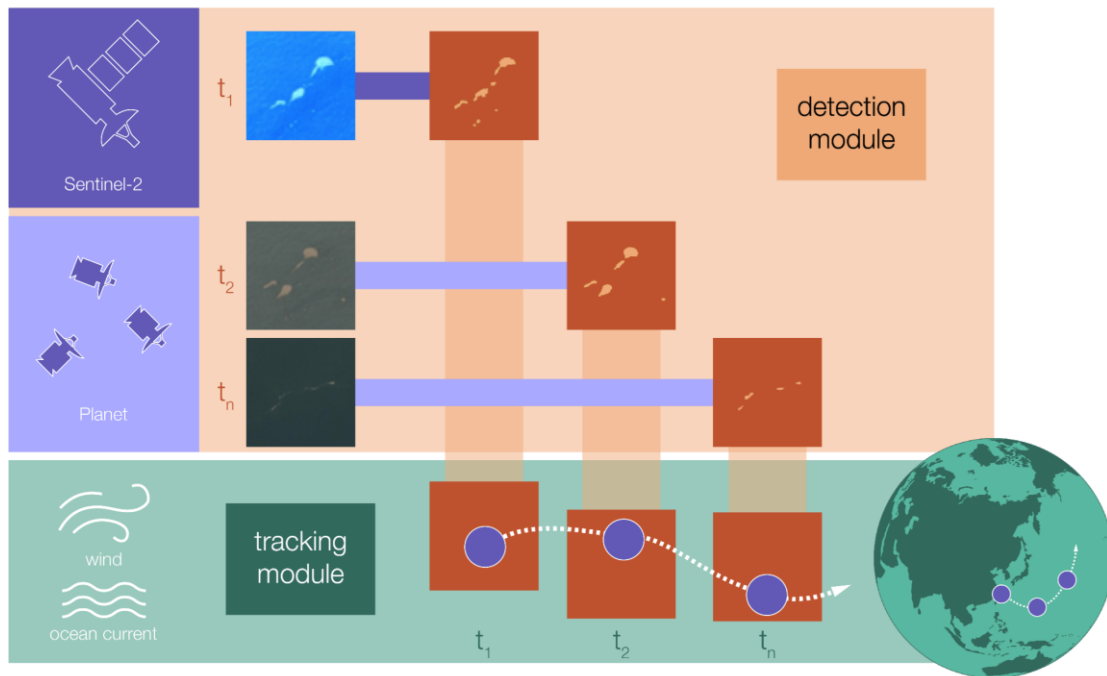 t₁
Sentinel-2
detection
module
t₂
tₙ
Planet
wind
ocean current
tracking
module
t₁
t₂
tₙ